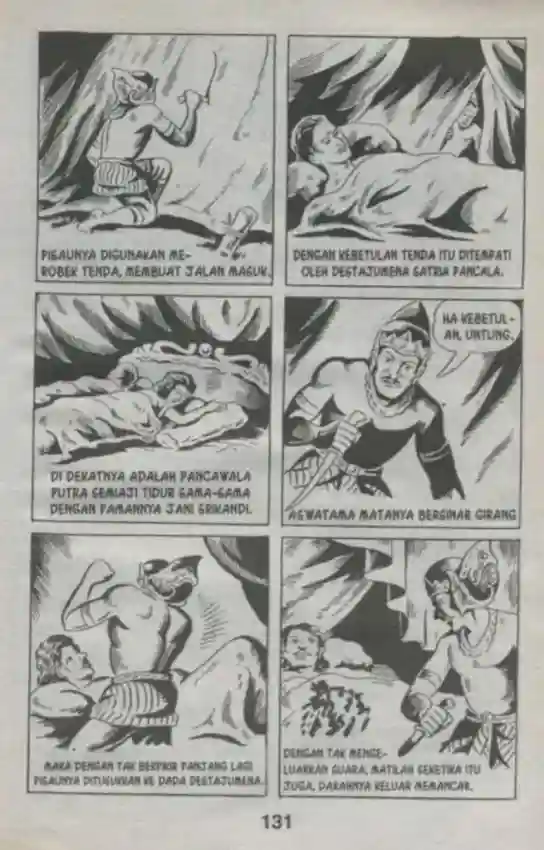 PISAUNYA DIGUNAKAN ME-
ROBEK TENDA, MEMBUAT JALAN MASUK.
DENGAN KEBETULAN TENDA ITU DITEMPATI
OLEH DESTAJUMENA SATRIA PANCALA.
DI DEKATNYA ADALAH PANCAWALA
PUTRA SEMIAJI TIDUR SAMA-SAMA
DENGAN PAMANNYA JANI SRIKANDI.
HA KEBETUL-
AN, UNTUNG.
ASWATAMA MATANYA BERSINAR GIRANG
MAKA DENGAN TAK BERPIKIR PANJANG LAGI
PISAUNYA DITUSUKKAN KE DADA DESTAJUMENA.
DENGAN TAK MENGE-
LUARKAN SUARA, MATILAH SEKETIKA ITU
JUGA, DARAHNYA KELUAR MEMANCAR.
131